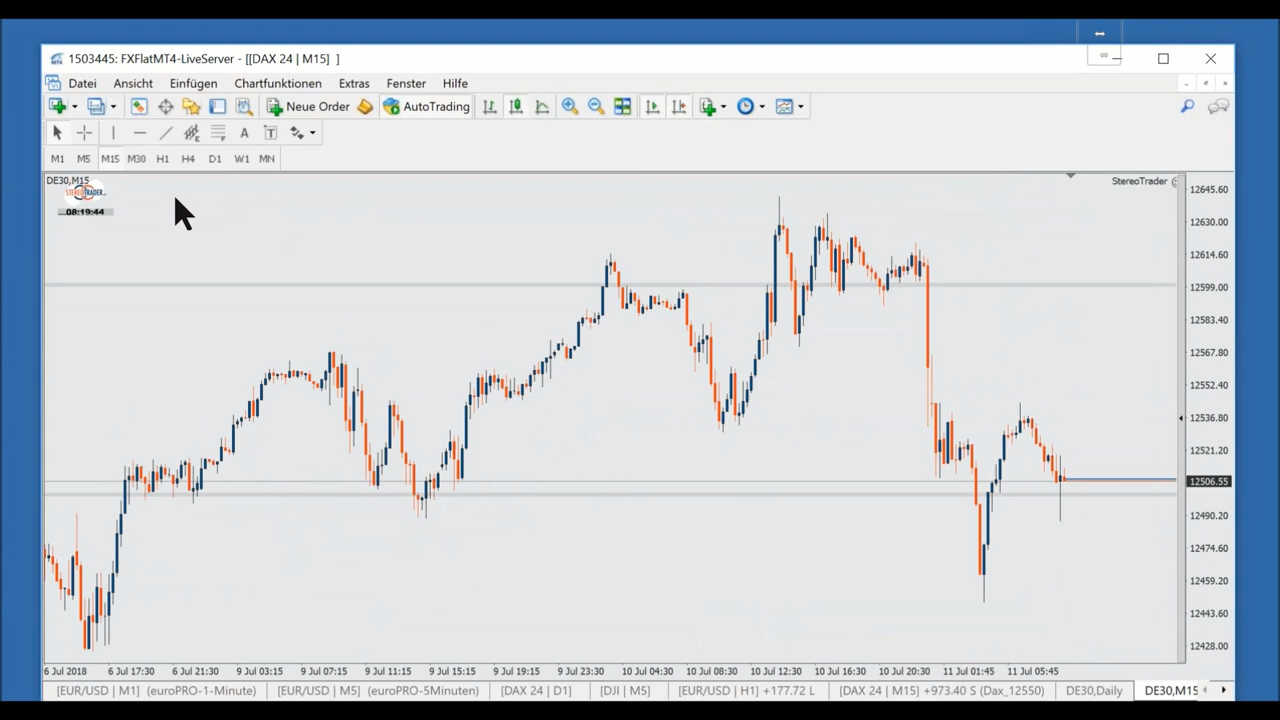 1503445: FXFlatMT4-LiveServer - [[DAX 24 | M15] ]
Datei Ansicht Einfügen Chartfunktionen Extras Fenster Hilfe
Neue Order AutoTrading
A T
M1 M5 M15 M30 H1 H4 D1 W1 MN
DE30,M15
STEREOTRADER
08:19:44
StereoTrader
12645.60
12630.00
12614.60
12599.00
12583.40
12567.80
12552.40
12536.80
12521.20
12506.55
12490.20
12474.60
12459.20
12443.60
12428.00
6 Jul 2018 6 Jul 17:30 6 Jul 21:30 9 Jul 03:15 9 Jul 07:15 9 Jul 11:15 9 Jul 15:15 9 Jul 19:15 9 Jul 23:30 10 Jul 04:30 10 Jul 08:30 10 Jul 12:30 10 Jul 16:30 10 Jul 20:30 11 Jul 01:45 11 Jul 05:45
[EUR/USD | M1] (euroPRO-1-Minute) [EUR/USD | M5] (euroPRO-5Minuten) [DAX 24 | D1] [DJI | M5] [EUR/USD | H1] +177.72 L [DAX 24 | M15] +973.40 S (Dax_12550) DE30,Daily DE30,M15